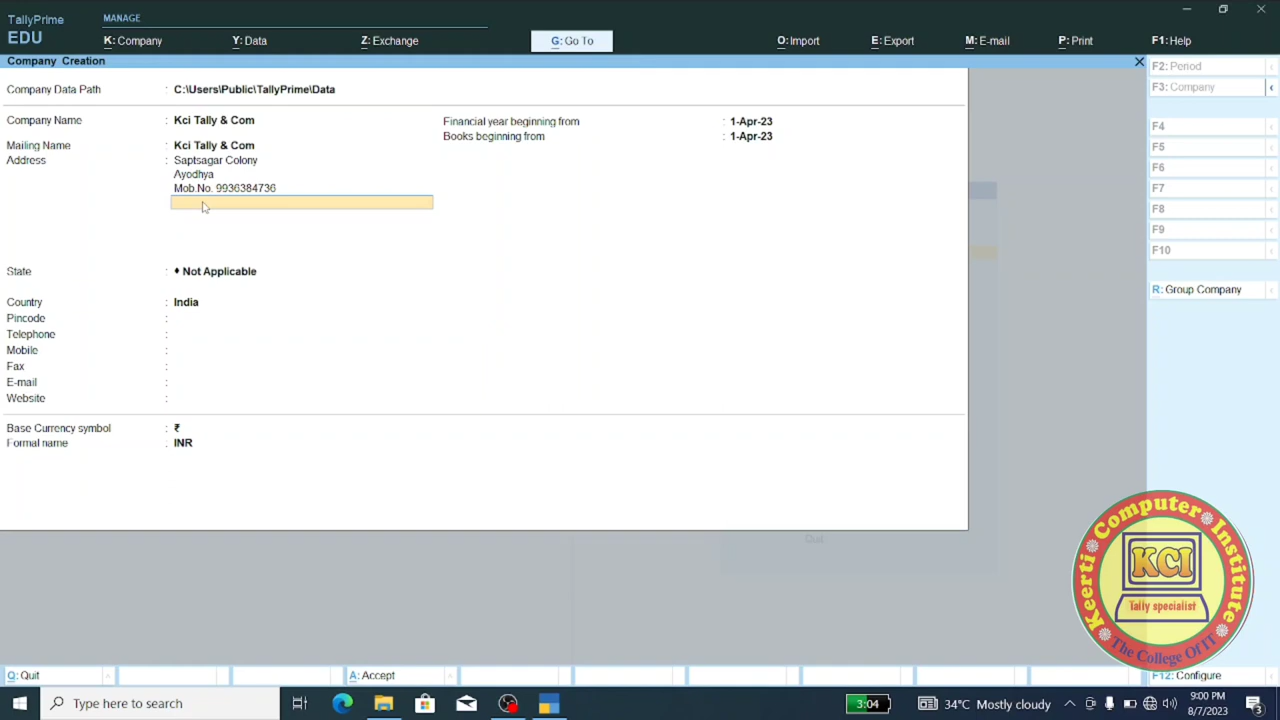 TallyPrime
EDU
MANAGE
K: Company
Y: Data
Z: Exchange
G: Go To
O: Import
E: Export
M: E-mail
P: Print
F1: Help
Company Creation
Company Data Path : C:\Users\Public\TallyPrime\Data
Company Name : Kci Tally & Com
Financial year beginning from : 1-Apr-23
Books beginning from : 1-Apr-23
Mailing Name : Kci Tally & Com
Address : Saptsagar Colony
Ayodhya
Mob.No. 9936384736
State : ♦ Not Applicable
Country : India
Pincode :
Telephone :
Mobile :
Fax :
E-mail :
Website :
Base Currency symbol : ₹
Formal name : INR
F2: Period
F3: Company
F4
F5
F6
F7
F8
F9
F10
R: Group Company
Quit
Keerti Computer Institute
KCI
Tally specialist
The College Of IT
Q: Quit
A: Accept
F12: Configure
Type here to search
3:04
34°C Mostly cloudy
9:00 PM
8/7/2023
3